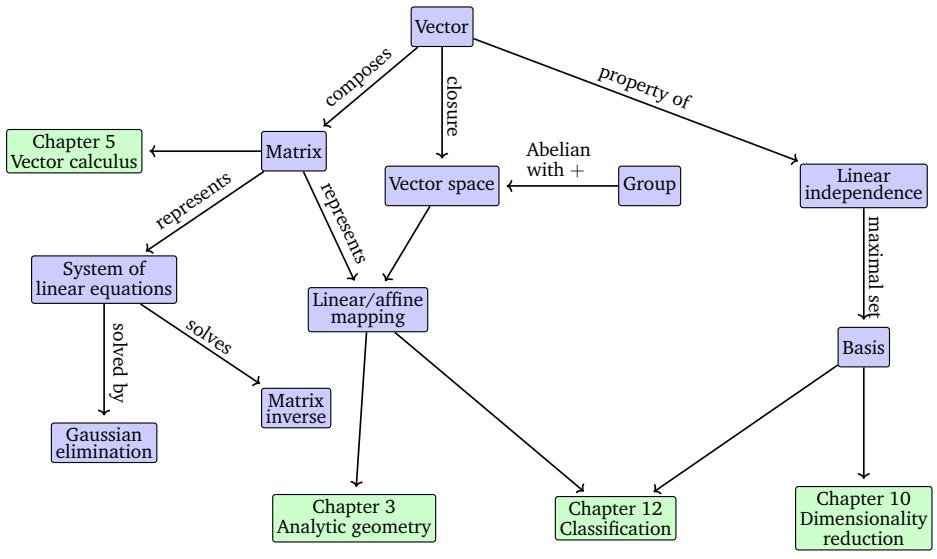 Vector
composes
closure
property of
Chapter 5
Vector calculus
Matrix
Abelian
with +
Vector space
Group
Linear
independence
represents
represents
maximal set
System of
linear equations
Linear/affine
mapping
solved by
solves
Basis
Matrix
inverse
Gaussian
elimination
Chapter 3
Analytic geometry
Chapter 12
Classification
Chapter 10
Dimensionality
reduction